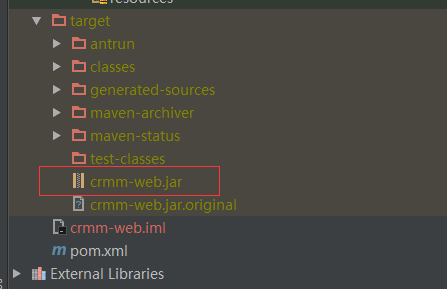 resources
target
antrun
classes
generated-sources
maven-archiver
maven-status
test-classes
crmm-web.jar
crmm-web.jar.original
crmm-web.iml
m pom.xml
External Libraries